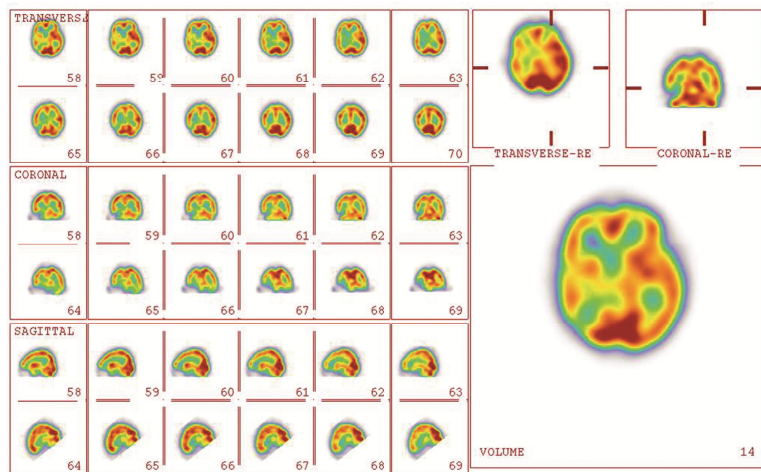 TRANSVERSE
58 59 60 61 62 63
65 66 67 68 69 70
TRANSVERSE-RE
CORONAL-RE
CORONAL
58 59 60 61 62 63
64 65 66 67 68 69
SAGITTAL
58 59 60 61 62 63
64 65 66 67 68 69
VOLUME 14